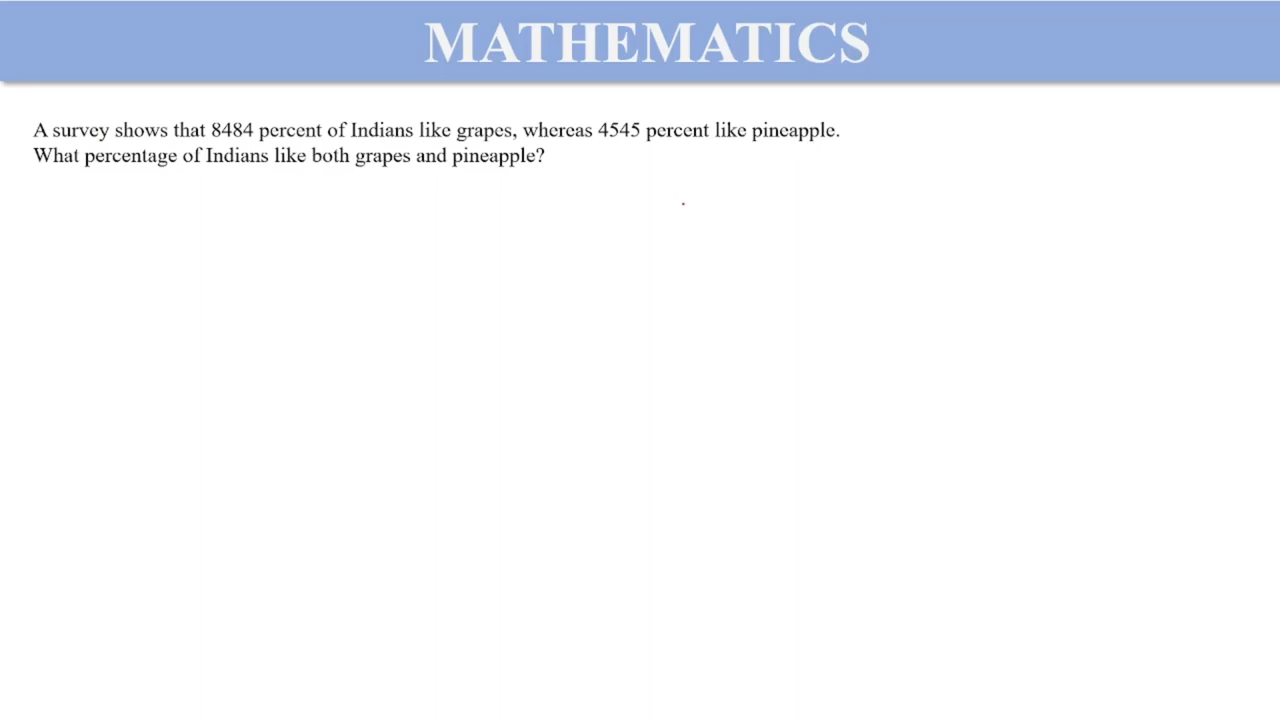 MATHEMATICS
A survey shows that 8484 percent of Indians like grapes, whereas 4545 percent like pineapple.
What percentage of Indians like both grapes and pineapple?